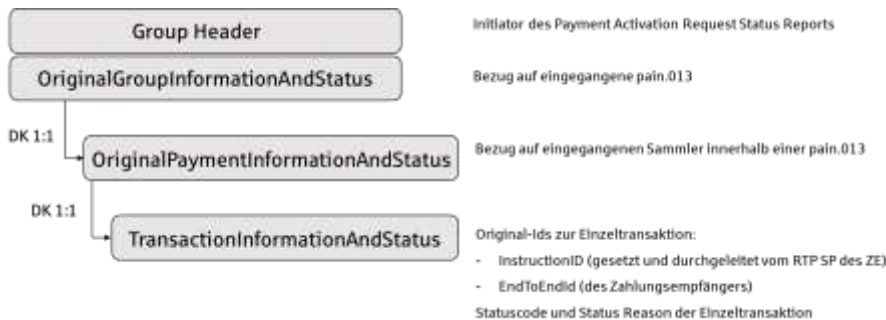 Group Header
Initiator des Payment Activation Request Status Reports
OriginalGroupInformationAndStatus
Bezug auf eingegangene pain.013
DK 1:1
OriginalPaymentInformationAndStatus
Bezug auf eingegangenen Sammler innerhalb einer pain.013
DK 1:1
TransactionInformationAndStatus
Original-Ids zur Einzeltransaktion:
- InstructionID (gesetzt und durchgeleitet vom RTP SP des ZE)
- EndToEndId (des Zahlungsempfängers)
Statuscode und Status Reason der Einzeltransaktion